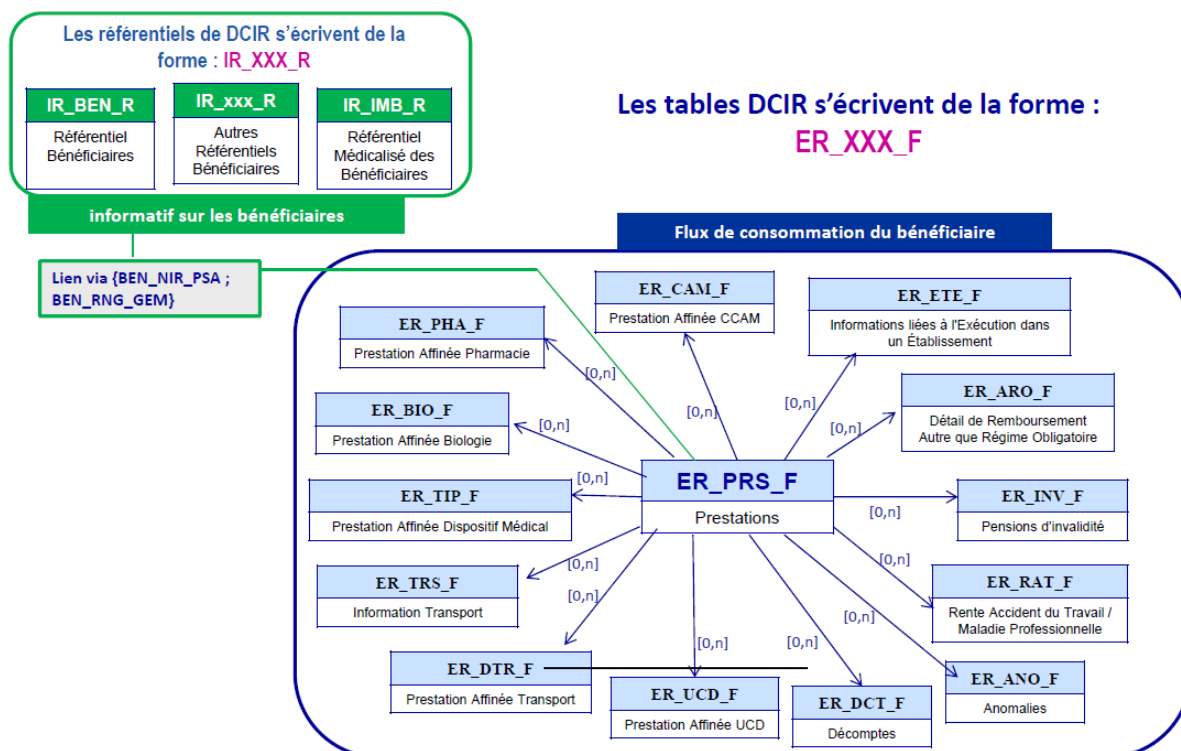 Les référentiels de DCIR s'écrivent de la
forme : IR_XXX_R
IR_BEN_R
Référentiel
Bénéficiaires
IR_xxx_R
Autres
Référentiels
Bénéficiaires
IR_IMB_R
Référentiel
Médicalisé des
Bénéficiaires
informatif sur les bénéficiaires
Lien via {BEN_NIR_PSA ;
BEN_RNG_GEM}
Les tables DCIR s'écrivent de la forme :
ER_XXX_F
Flux de consommation du bénéficiaire
ER_CAM_F
Prestation Affinée CCAM
ER_ETE_F
Informations liées à l'Exécution dans
un Établissement
ER_PHA_F
Prestation Affinée Pharmacie
[0,n]
[0,n]
[0,n]
ER_ARO_F
Détail de Remboursement
Autre que Régime Obligatoire
[0,n]
ER_BIO_F
Prestation Affinée Biologie
[0,n]
ER_PRS_F
Prestations
ER_TIP_F
Prestation Affinée Dispositif Médical
[0,n]
ER_INV_F
Pensions d'invalidité
[0,n]
ER_TRS_F
Information Transport
[0,n]
[0,n]
ER_RAT_F
Rente Accident du Travail /
Maladie Professionnelle
[0,n]
[0,n]
[0,n]
[0,n]
ER_DTR_F
Prestation Affinée Transport
ER_UCD_F
Prestation Affinée UCD
ER_DCT_F
Décomptes
ER_ANO_F
Anomalies